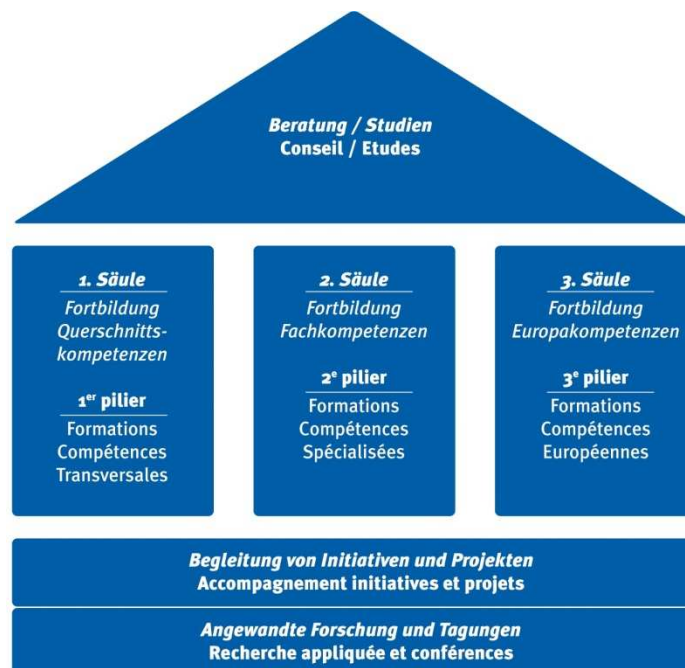 Beratung / Studien
Conseil / Etudes
1. Säule
Fortbildung
Querschnitts-
kompetenzen
1er pilier
Formations
Compétences
Transversales
2. Säule
Fortbildung
Fachkompetenzen
2e pilier
Formations
Compétences
Spécialisées
3. Säule
Fortbildung
Europakompetenzen
3e pilier
Formations
Compétences
Européennes
Begleitung von Initiativen und Projekten
Accompagnement initiatives et projets
Angewandte Forschung und Tagungen
Recherche appliquée et conférences